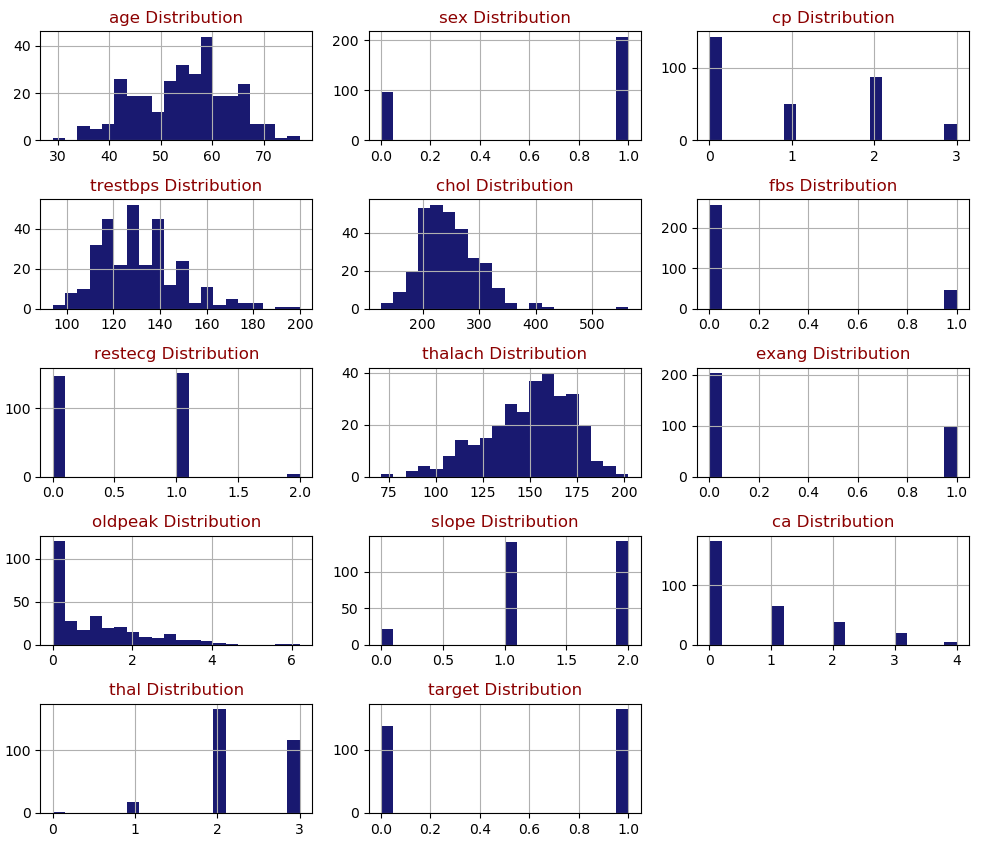 age Distribution
40
20
0
30 40 50 60 70
sex Distribution
200
100
0
0.0 0.2 0.4 0.6 0.8 1.0
cp Distribution
100
0
0 1 2 3
trestbps Distribution
40
20
0
100 120 140 160 180 200
chol Distribution
40
20
0
200 300 400 500
fbs Distribution
200
100
0
0.0 0.2 0.4 0.6 0.8 1.0
restecg Distribution
100
0
0.0 0.5 1.0 1.5 2.0
thalach Distribution
40
20
0
75 100 125 150 175 200
exang Distribution
200
100
0
0.0 0.2 0.4 0.6 0.8 1.0
oldpeak Distribution
100
50
0
0 2 4 6
slope Distribution
100
50
0
0.0 0.5 1.0 1.5 2.0
ca Distribution
100
0
0 1 2 3 4
thal Distribution
100
0
0 1 2 3
target Distribution
100
0
0.0 0.2 0.4 0.6 0.8 1.0